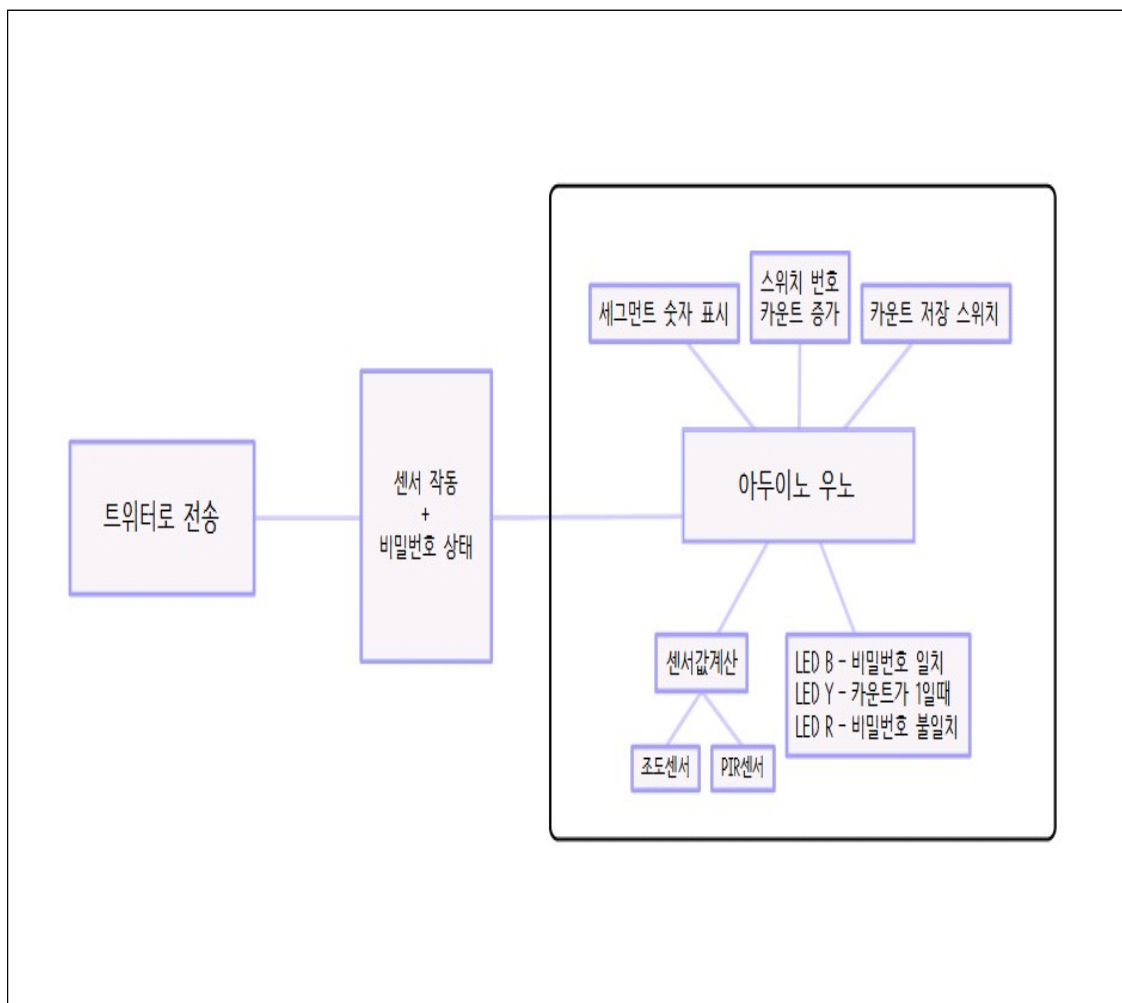 세그먼트 숫자 표시
스위치 번호
카운트 증가
카운트 저장 스위치
트위터로 전송
센서 작동
+
비밀번호 상태
아두이노 우노
센서값계산
조도센서
PIR센서
LED B - 비밀번호 일치
LED Y - 카운트가 1일때
LED R - 비밀번호 불일치